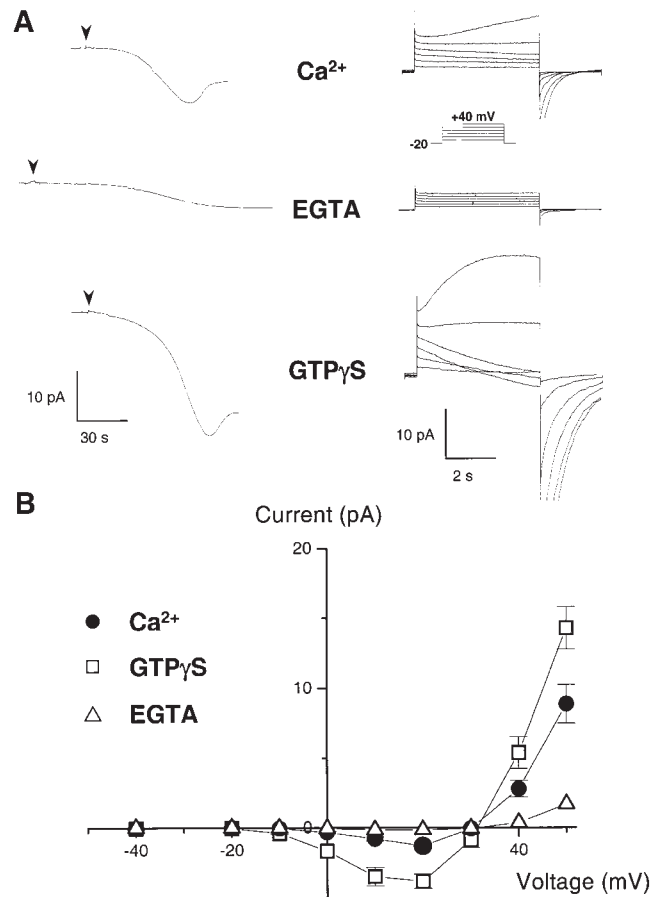 A
Ca²⁺
+40 mV
-20
EGTA
GTPγS
10 pA
30 s
10 pA
2 s
B
Current (pA)
20
Ca²⁺
GTPγS
EGTA
10
0
-40
-20
40
Voltage (mV)